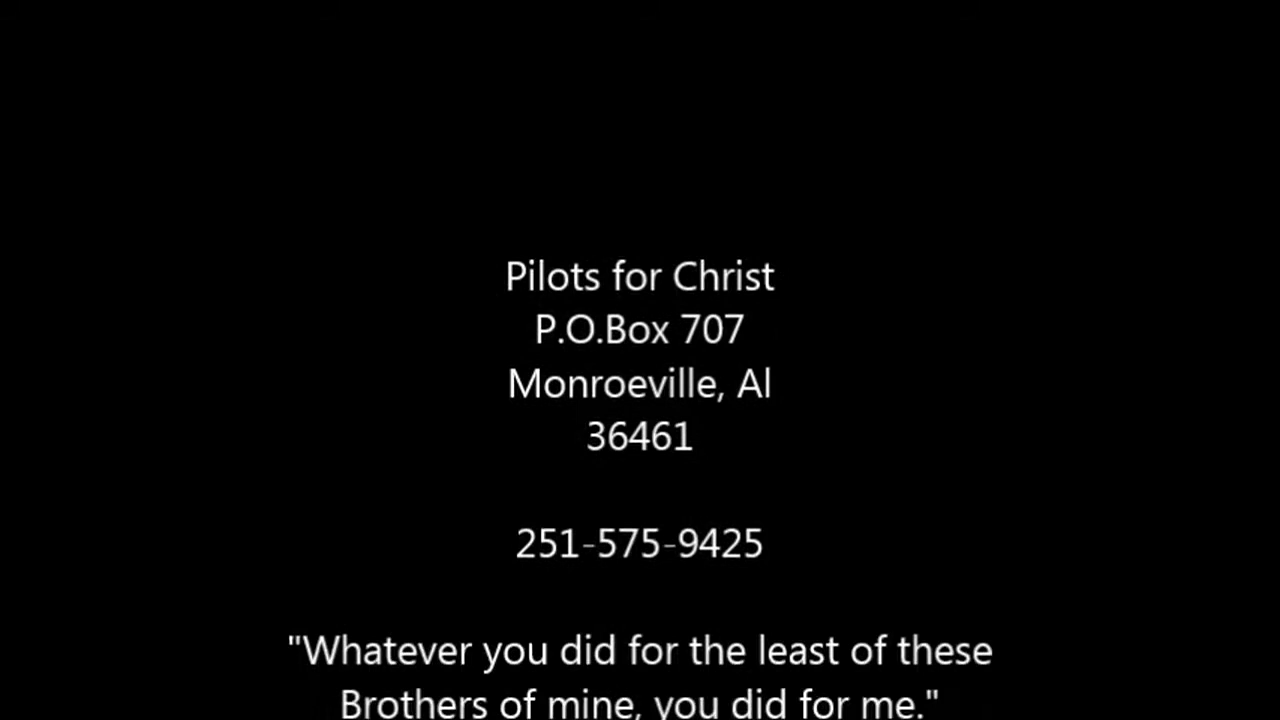 Pilots for Christ
P.O.Box 707
Monroeville, Al
36461
251-575-9425
"Whatever you did for the least of these
Brothers of mine, you did for me."